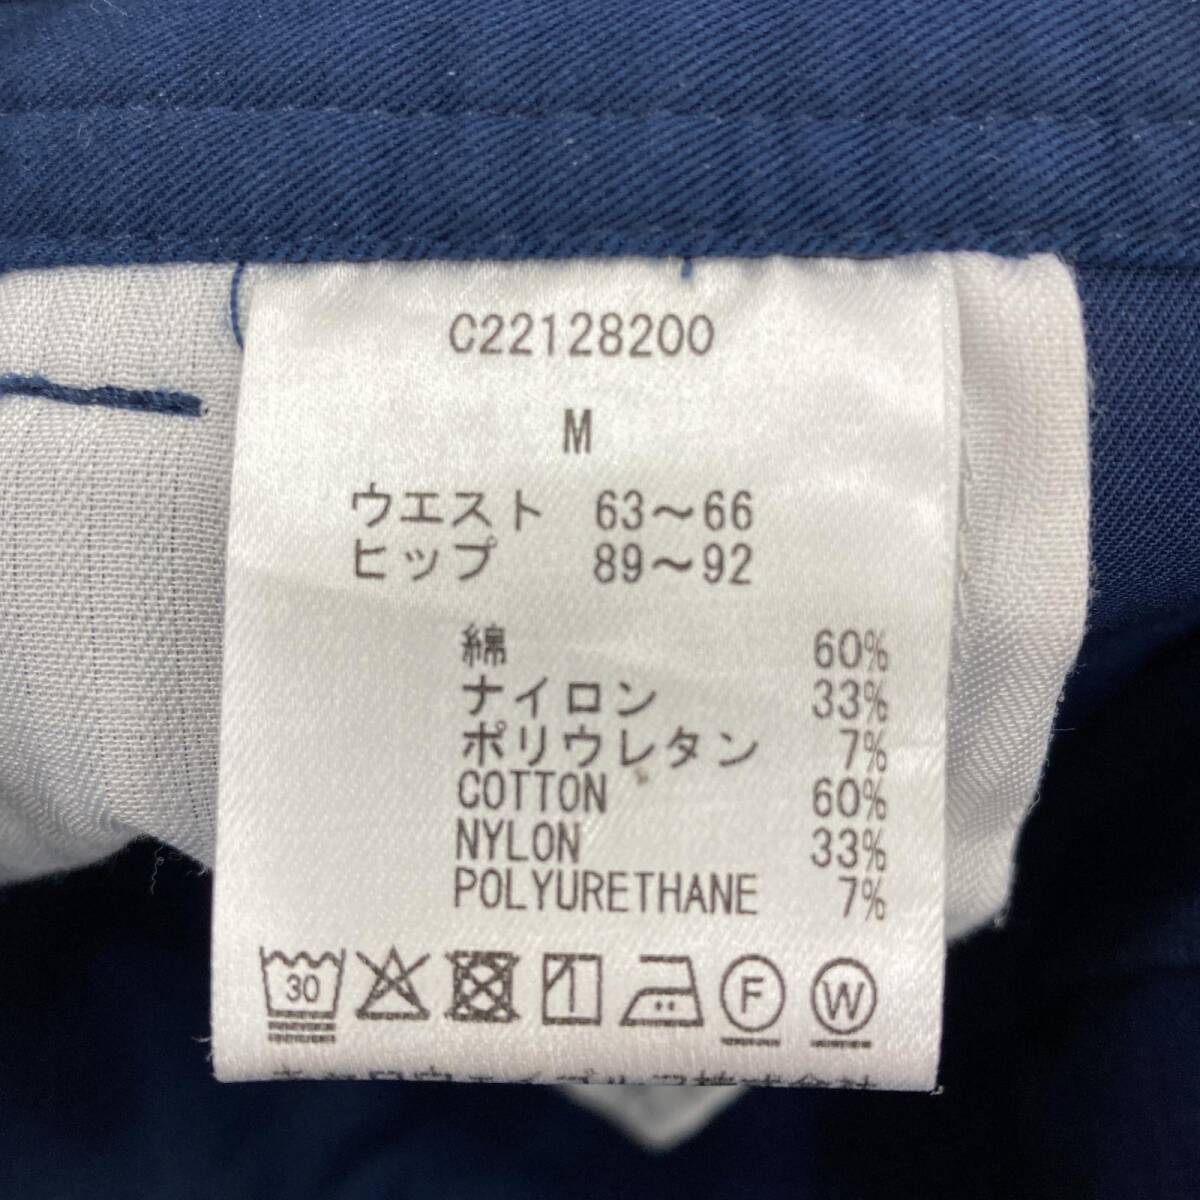 C22128200
M
ウエスト 63〜66
ヒップ 89〜92
綿 60%
ナイロン 33%
ポリウレタン 7%
COTTON 60%
NYLON 33%
POLYURETHANE 7%
30 F W